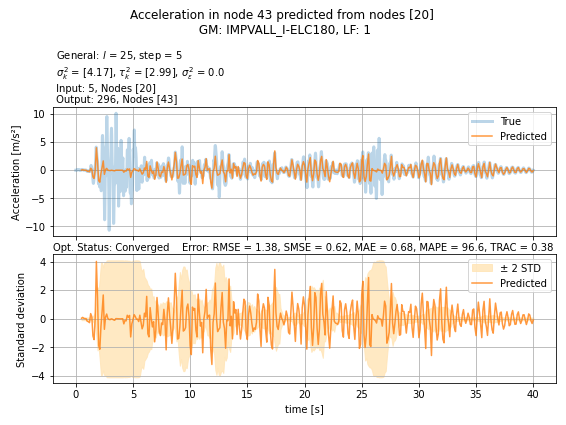 Acceleration in node 43 predicted from nodes [20]
GM: IMPVALL_I-ELC180, LF: 1
General: l = 25, step = 5
σ²ₖ = [4.17], τ²ₖ = [2.99], σ²ε = 0.0
Input: 5, Nodes [20]
Output: 296, Nodes [43]
Acceleration [m/s²]
10
5
0
−5
−10
True
Predicted
Opt. Status: Converged Error: RMSE = 1.38, SMSE = 0.62, MAE = 0.68, MAPE = 96.6, TRAC = 0.38
Standard deviation
4
2
0
−2
−4
± 2 STD
Predicted
0 5 10 15 20 25 30 35 40
time [s]